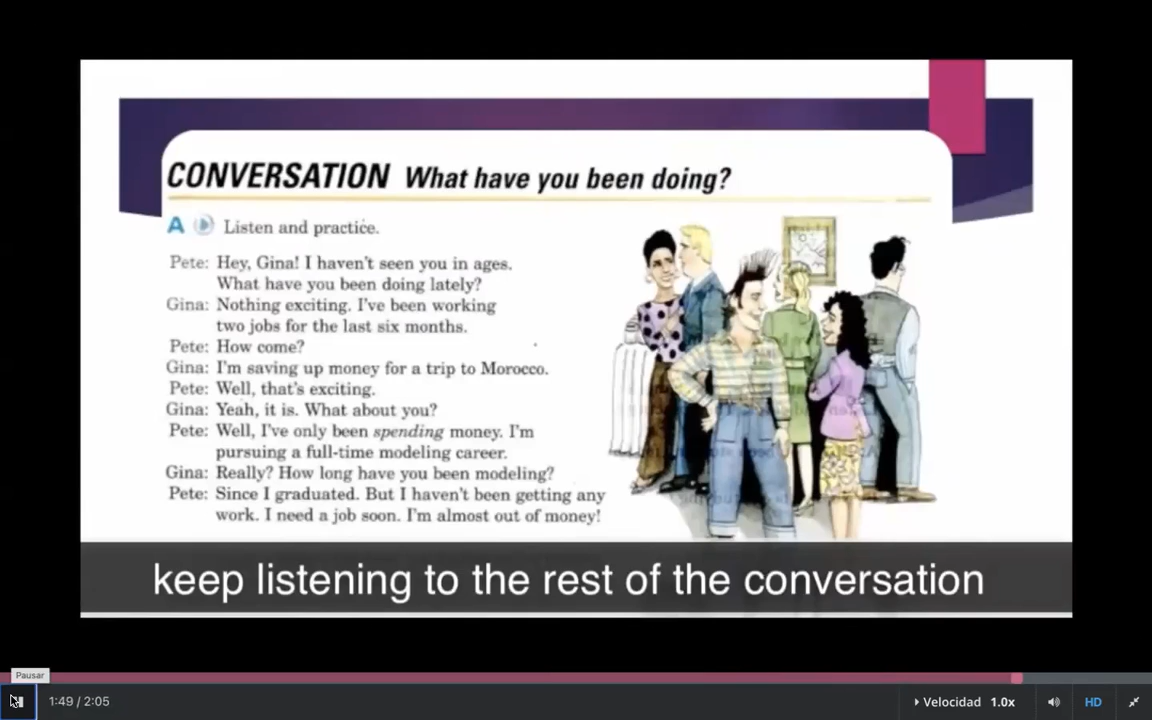 CONVERSATION What have you been doing?
A Listen and practice.
Pete: Hey, Gina! I haven't seen you in ages.
What have you been doing lately?
Gina: Nothing exciting. I've been working
two jobs for the last six months.
Pete: How come?
Gina: I'm saving up money for a trip to Morocco.
Pete: Well, that's exciting.
Gina: Yeah, it is. What about you?
Pete: Well, I've only been spending money. I'm
pursuing a full-time modeling career.
Gina: Really? How long have you been modeling?
Pete: Since I graduated. But I haven't been getting any
work. I need a job soon. I'm almost out of money!
keep listening to the rest of the conversation
Pausar
1:49 / 2:05
Velocidad 1.0x
HD